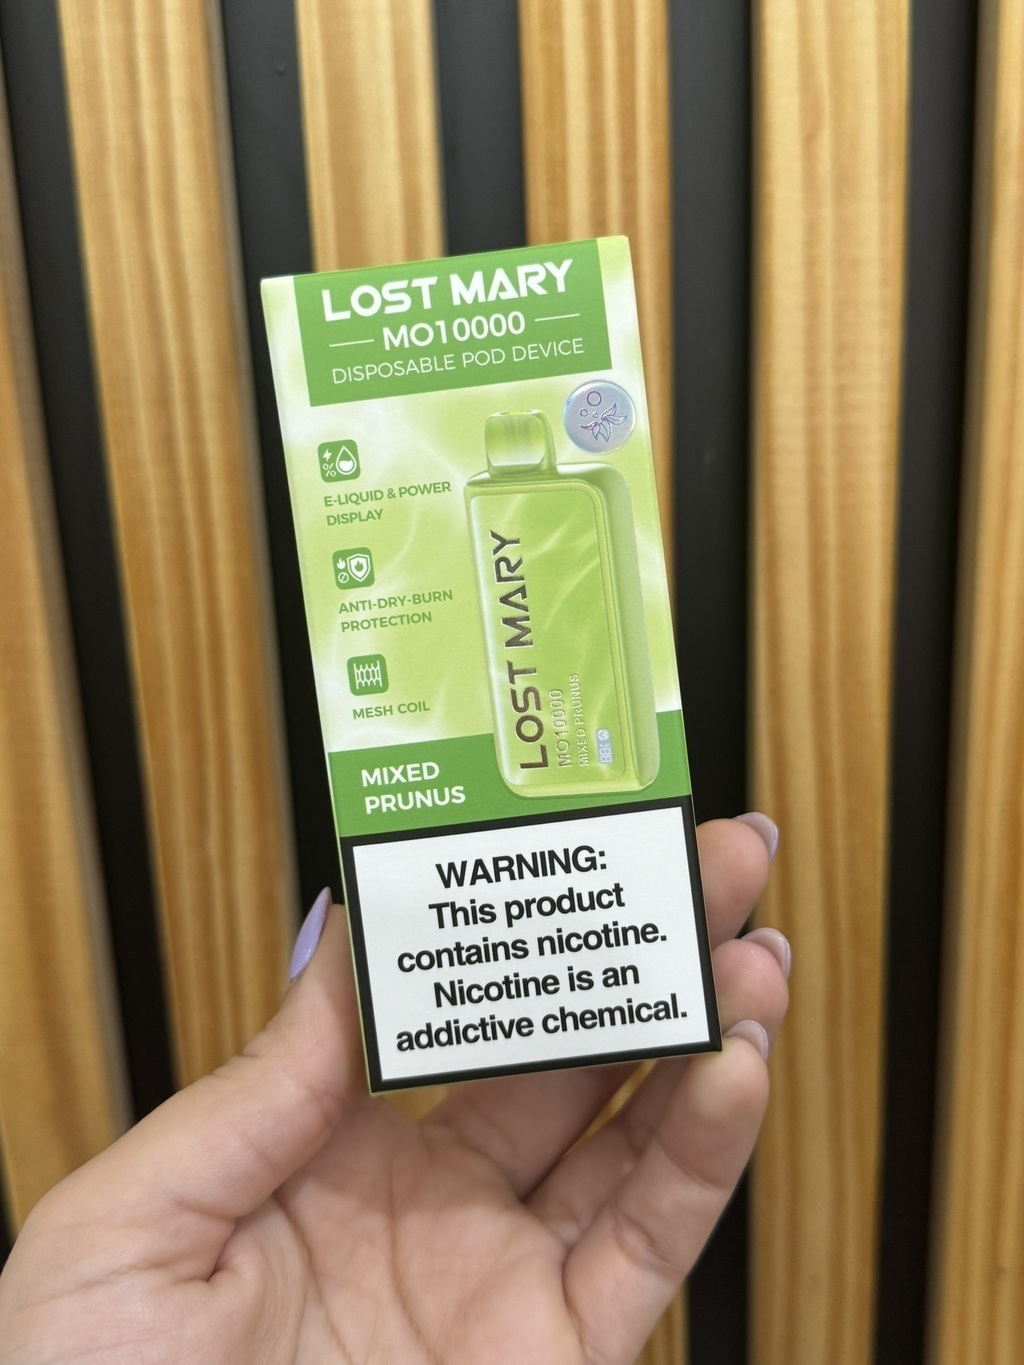 LOST MARY
MO10000
DISPOSABLE POD DEVICE
E-LIQUID & POWER
DISPLAY
ANTI-DRY-BURN
PROTECTION
MESH COIL
LOST MARY
MO10000
MIXED PRUNUS
MIXED
PRUNUS
WARNING:
This product
contains nicotine.
Nicotine is an
addictive chemical.